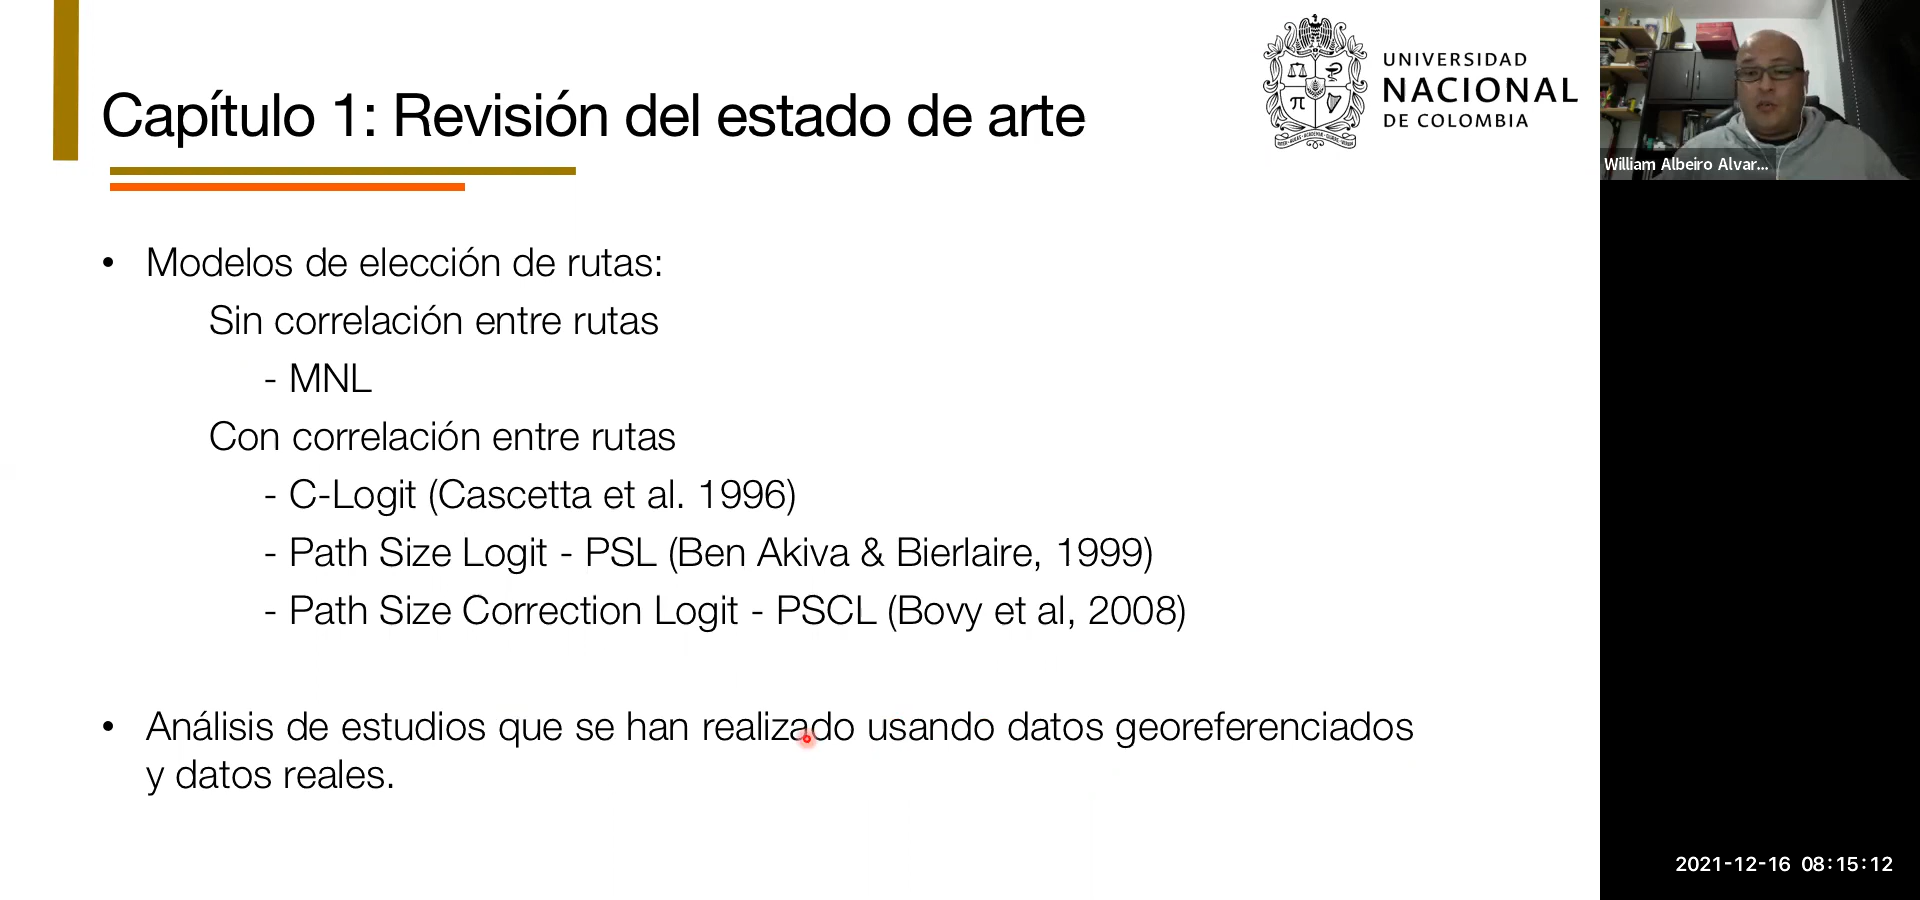 Capítulo 1: Revisión del estado de arte
UNIVERSIDAD
NACIONAL
DE COLOMBIA
William Albeiro Alvar...
• Modelos de elección de rutas:
Sin correlación entre rutas
- MNL
Con correlación entre rutas
- C-Logit (Cascetta et al. 1996)
- Path Size Logit - PSL (Ben Akiva & Bierlaire, 1999)
- Path Size Correction Logit - PSCL (Bovy et al, 2008)
• Análisis de estudios que se han realizado usando datos georeferenciados
y datos reales.
2021-12-16 08:15:12